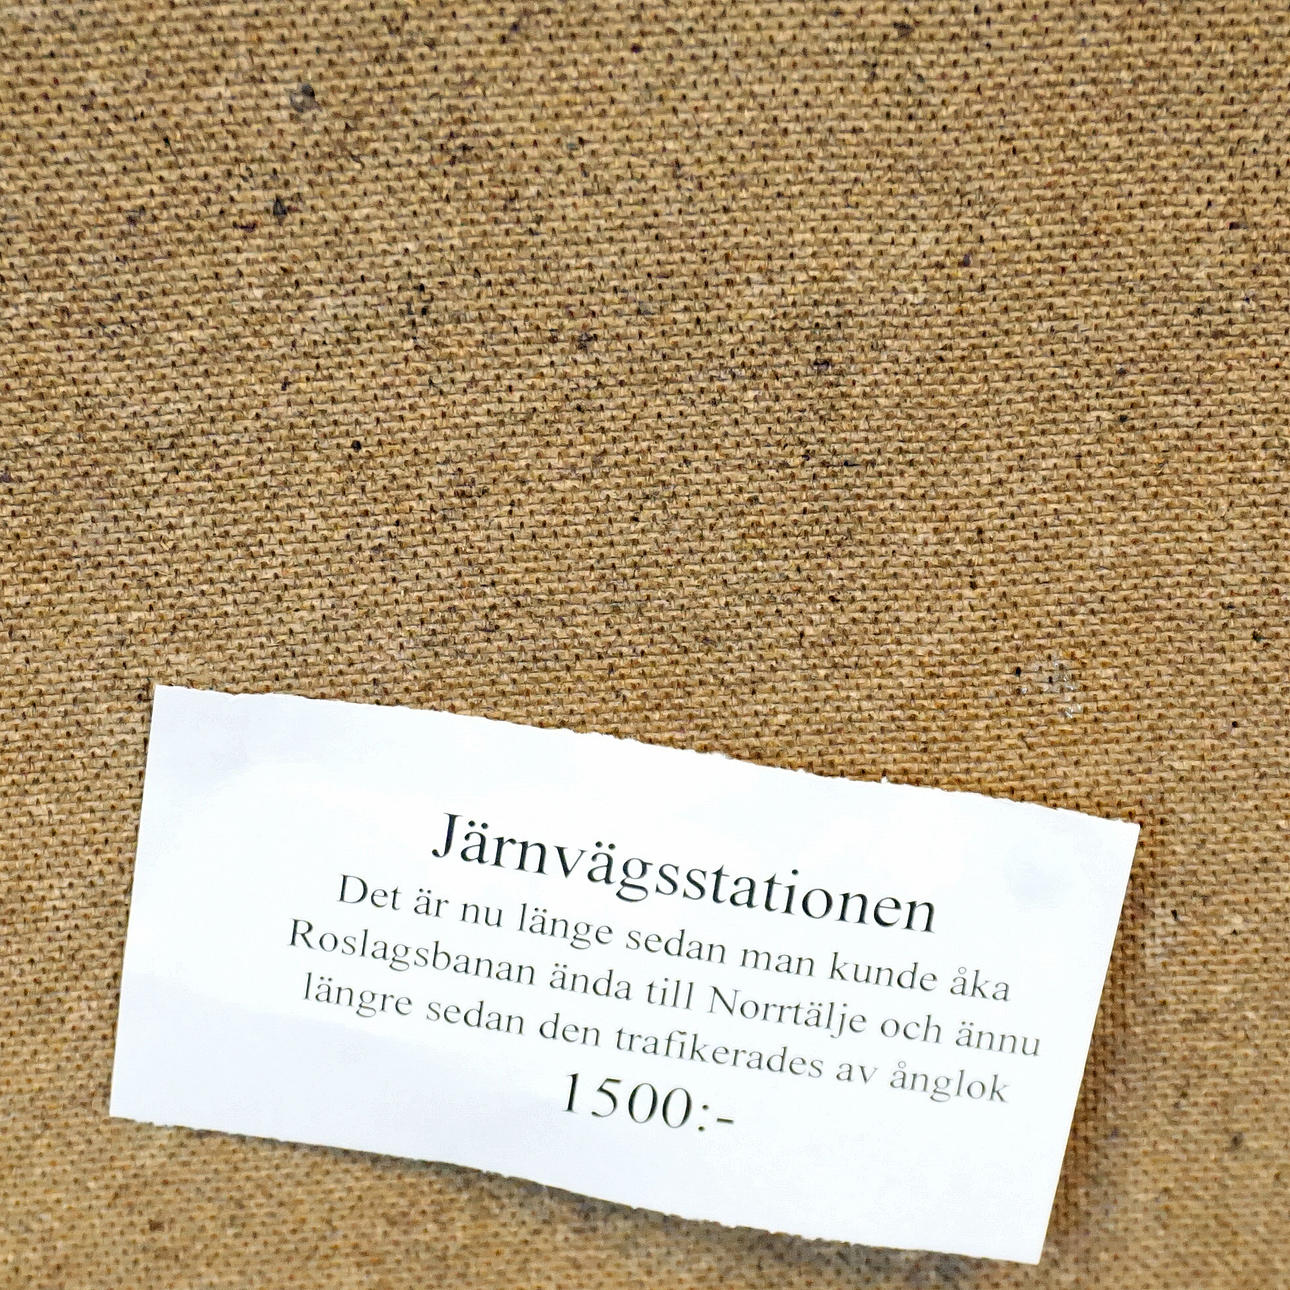 Järnvägsstationen
Det är nu länge sedan man kunde åka
Roslagsbanan ända till Norrtälje och ännu
längre sedan den trafikerades av ånglok
1500:-